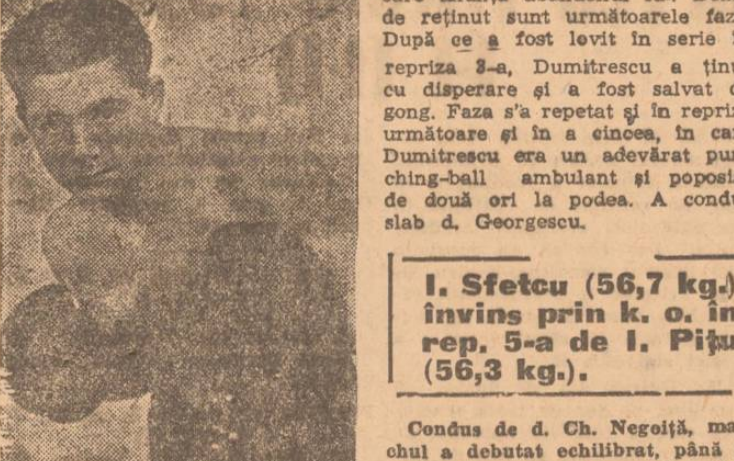 de reținut sunt următoarele faz
După ce a fost lovit în serie
repriza 3-a, Dumitrescu a ținu
cu disperare și a fost salvat d
gong. Faza s'a repetat și în repriz
următoare și în a cincea, în car
Dumitrescu era un adevărat pun
ching-ball ambulant și poposi
de două ori la podea. A condu
slab d. Georgescu.
I. Sfetcu (56,7 kg.)
învins prin k. o. în
rep. 5-a de I. Pițu
(56,3 kg.).
Condus de d. Ch. Negoiță, ma
chul a debutat echilibrat, până